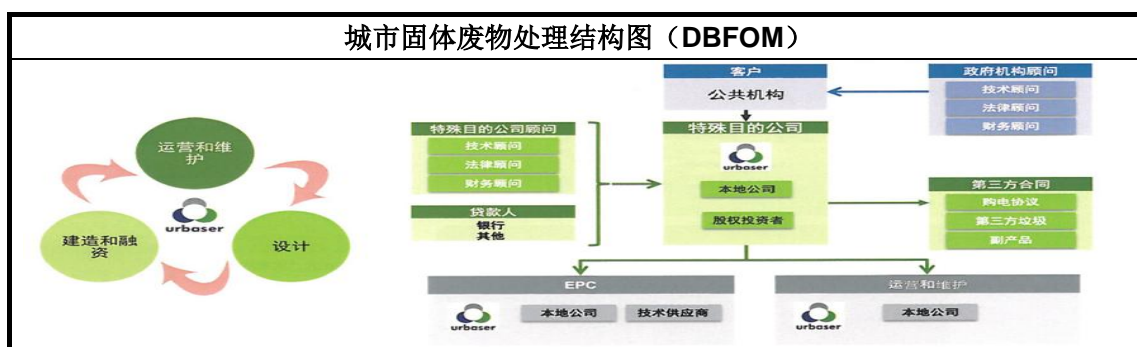 城市固体废物处理结构图（DBFOM）
运营和维
护
建造和融
资
设计
urbaser
特殊目的公司顾问
技术顾问
法律顾问
财务顾问
贷款人
银行
其他
客户
公共机构
特殊目的公司
urbaser
本地公司
股权投资者
政府机构顾问
技术顾问
法律顾问
财务顾问
第三方合同
购电协议
第三方垃圾
副产品
EPC
urbaser
本地公司
技术供应商
运营和维护
urbaser
本地公司